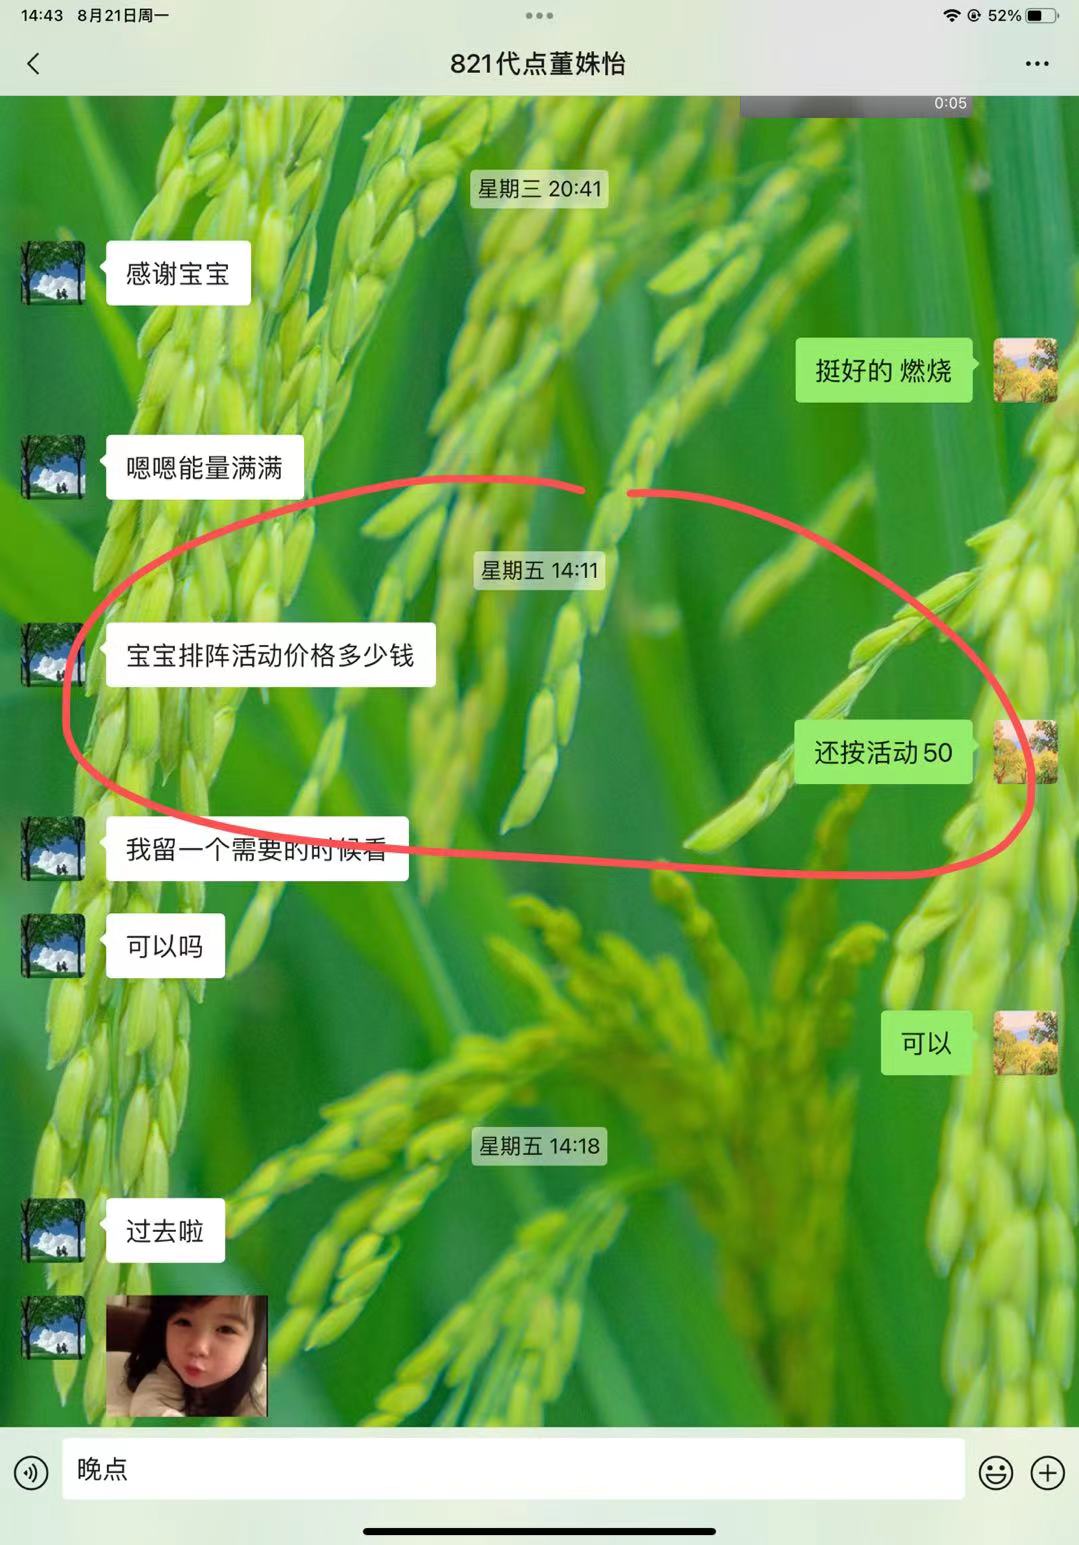 14:43 8月21日周一
52%
821代点董姝怡
0:05
星期三 20:41
感谢宝宝
挺好的 燃烧
嗯嗯能量满满
星期五 14:11
宝宝排阵活动价格多少钱
还按活动50
我留一个需要的时候看
可以吗
可以
星期五 14:18
过去啦
晚点